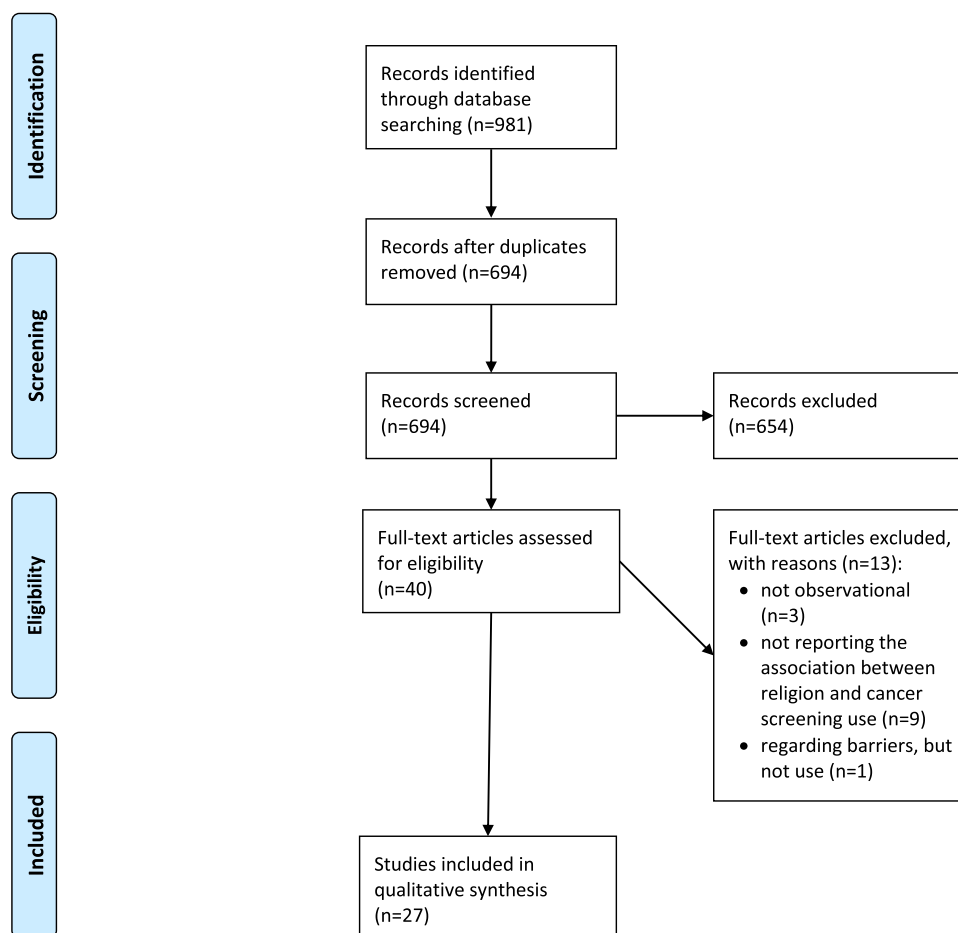 Identification
Records identified
through database
searching (n=981)
Records after duplicates
removed (n=694)
Screening
Records screened
(n=694)
Records excluded
(n=654)
Eligibility
Full-text articles assessed
for eligibility
(n=40)
Full-text articles excluded,
with reasons (n=13):
• not observational
(n=3)
• not reporting the
association between
religion and cancer
screening use (n=9)
• regarding barriers, but
not use (n=1)
Included
Studies included in
qualitative synthesis
(n=27)